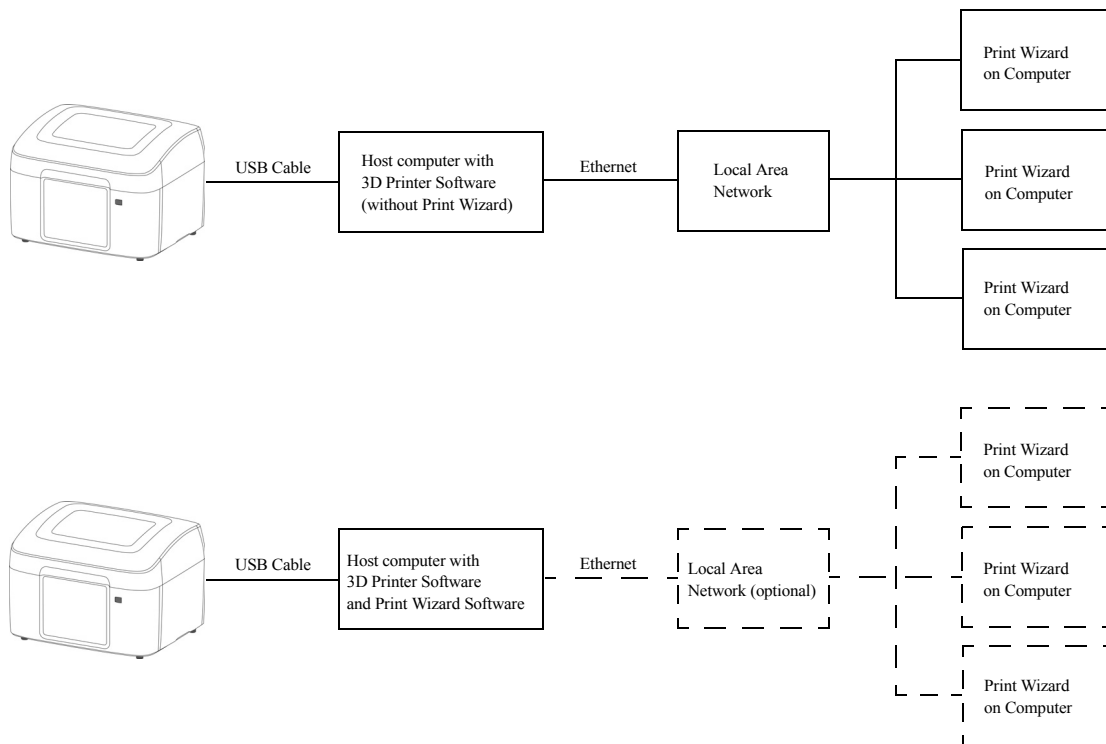 Print Wizard
on Computer
USB Cable
Host computer with
3D Printer Software
(without Print Wizard)
Ethernet
Local Area
Network
Print Wizard
on Computer
Print Wizard
on Computer
Print Wizard
on Computer
USB Cable
Host computer with
3D Printer Software
and Print Wizard Software
Ethernet
Local Area
Network (optional)
Print Wizard
on Computer
Print Wizard
on Computer